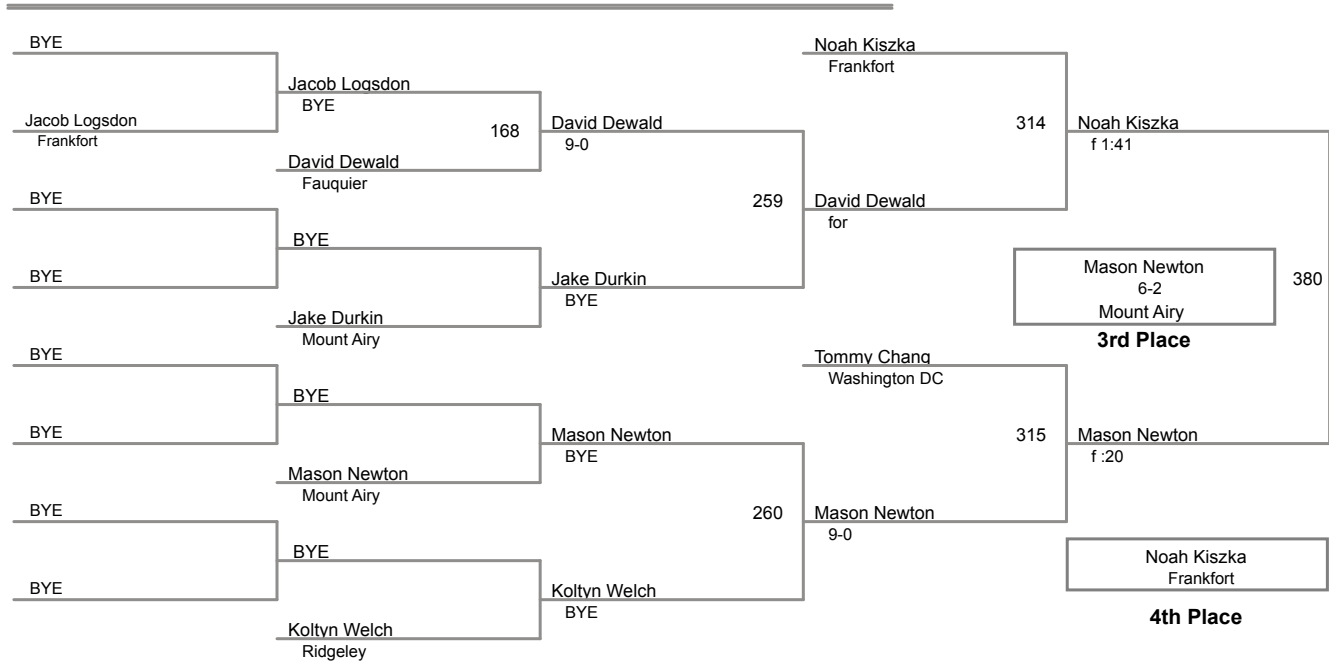 BYE
Jacob Logsdon
Frankfort
BYE
BYE
BYE
BYE
BYE
BYE
Jacob Logsdon
BYE
168
David Dewald
Fauquier
BYE
Jake Durkin
Mount Airy
BYE
Mason Newton
Mount Airy
BYE
Koltyn Welch
Ridgeley
David Dewald
9-0
259
Jake Durkin
BYE
Mason Newton
BYE
260
Koltyn Welch
BYE
Noah Kiszka
Frankfort
314
David Dewald
for
Tommy Chang
Washington DC
315
Mason Newton
9-0
Noah Kiszka
f 1:41
Mason Newton
6-2
Mount Airy
380
3rd Place
Mason Newton
f :20
Noah Kiszka
Frankfort
4th Place